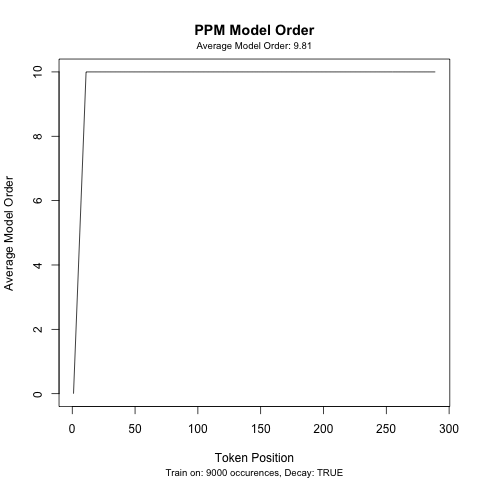 PPM Model Order
Average Model Order: 9.81
10
8
6
4
2
0
Average Model Order
0 50 100 150 200 250 300
Token Position
Train on: 9000 occurences, Decay: TRUE